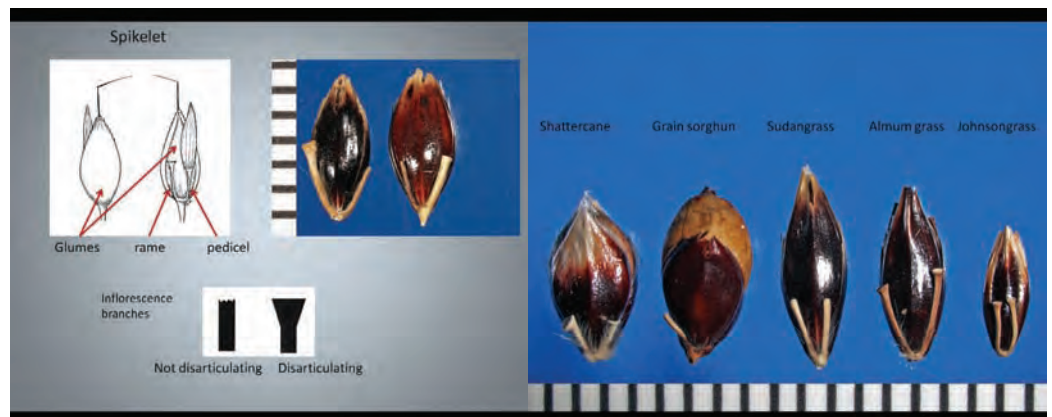 Spikelet
Glumes rame pedicel
Inflorescence
branches
Not disarticulating Disarticulating
Shattercane Grain sorghun Sudangrass Almum grass Johnsongrass